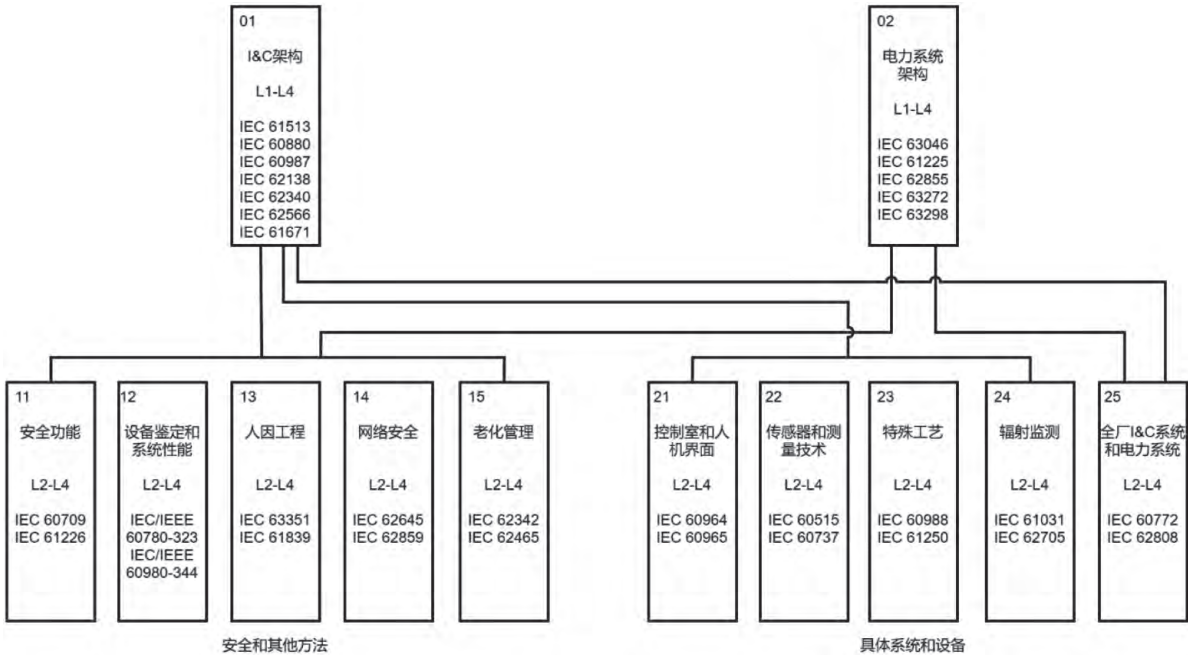 01
I&C架构
L1-L4
IEC 61513
IEC 60880
IEC 60987
IEC 62138
IEC 62340
IEC 62566
IEC 61671
02
电力系统
架构
L1-L4
IEC 63046
IEC 61225
IEC 62855
IEC 63272
IEC 63298
11
安全功能
L2-L4
IEC 60709
IEC 61226
12
设备鉴定和
系统性能
L2-L4
IEC/IEEE
60780-323
IEC/IEEE
60980-344
13
人因工程
L2-L4
IEC 63351
IEC 61839
14
网络安全
L2-L4
IEC 62645
IEC 62859
15
老化管理
L2-L4
IEC 62342
IEC 62465
21
控制室和人
机界面
L2-L4
IEC 60964
IEC 60965
22
传感器和测
量技术
L2-L4
IEC 60515
IEC 60737
23
特殊工艺
L2-L4
IEC 60988
IEC 61250
24
辐射监测
L2-L4
IEC 61031
IEC 62705
25
全厂I&C系统
和电力系统
L2-L4
IEC 60772
IEC 62808
安全和其他方法
具体系统和设备